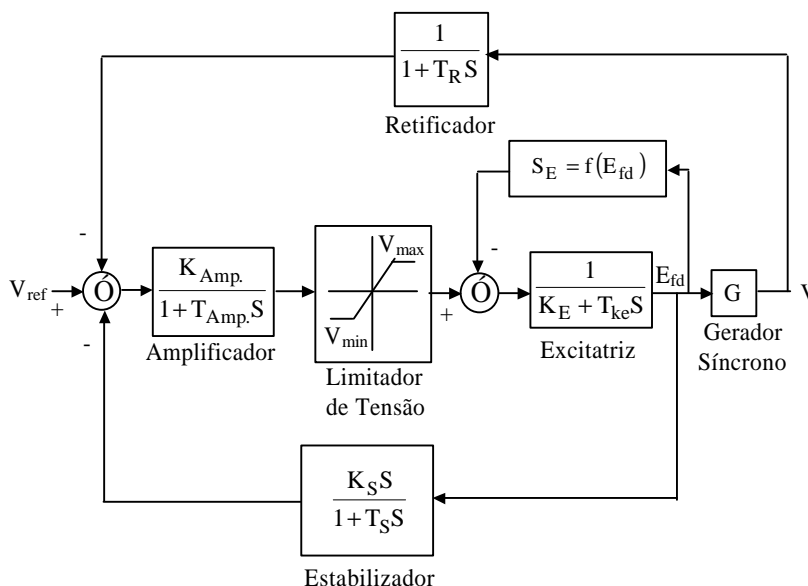 1
1 + T_R S
Retificador
S_E = f(E_fd)
-
-
V_max
V_ref
+
Ó
K_Amp.
1 + T_Amp. S
V_min
+
Ó
1
K_E + T_ke S
E_fd
G
V
-
Amplificador
Limitador
de Tensão
Excitatriz
Gerador
Síncrono
K_S S
1 + T_S S
Estabilizador